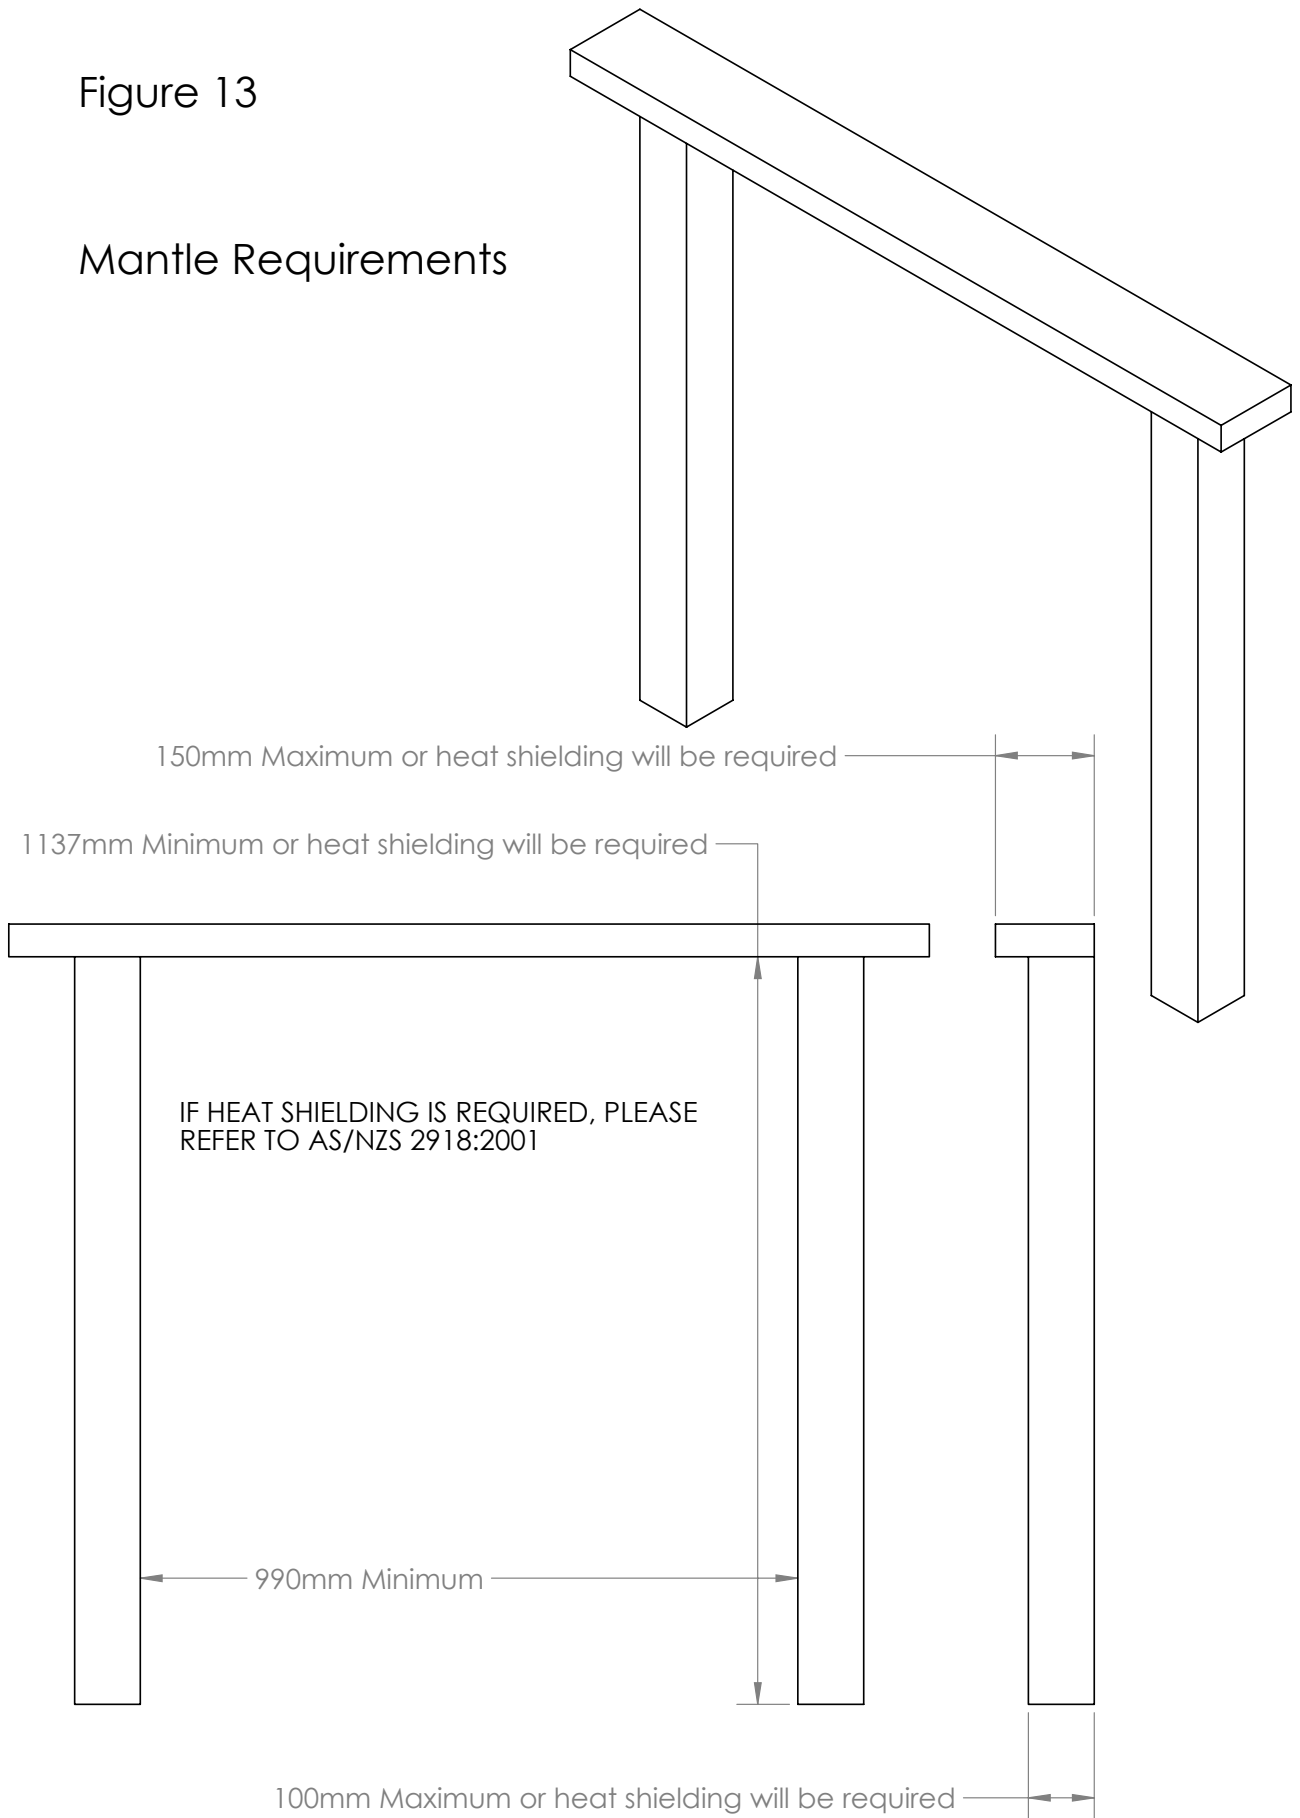 Figure 13
Mantle Requirements
150mm Maximum or heat shielding will be required
1137mm Minimum or heat shielding will be required
IF HEAT SHIELDING IS REQUIRED, PLEASE
REFER TO AS/NZS 2918:2001
990mm Minimum
100mm Maximum or heat shielding will be required